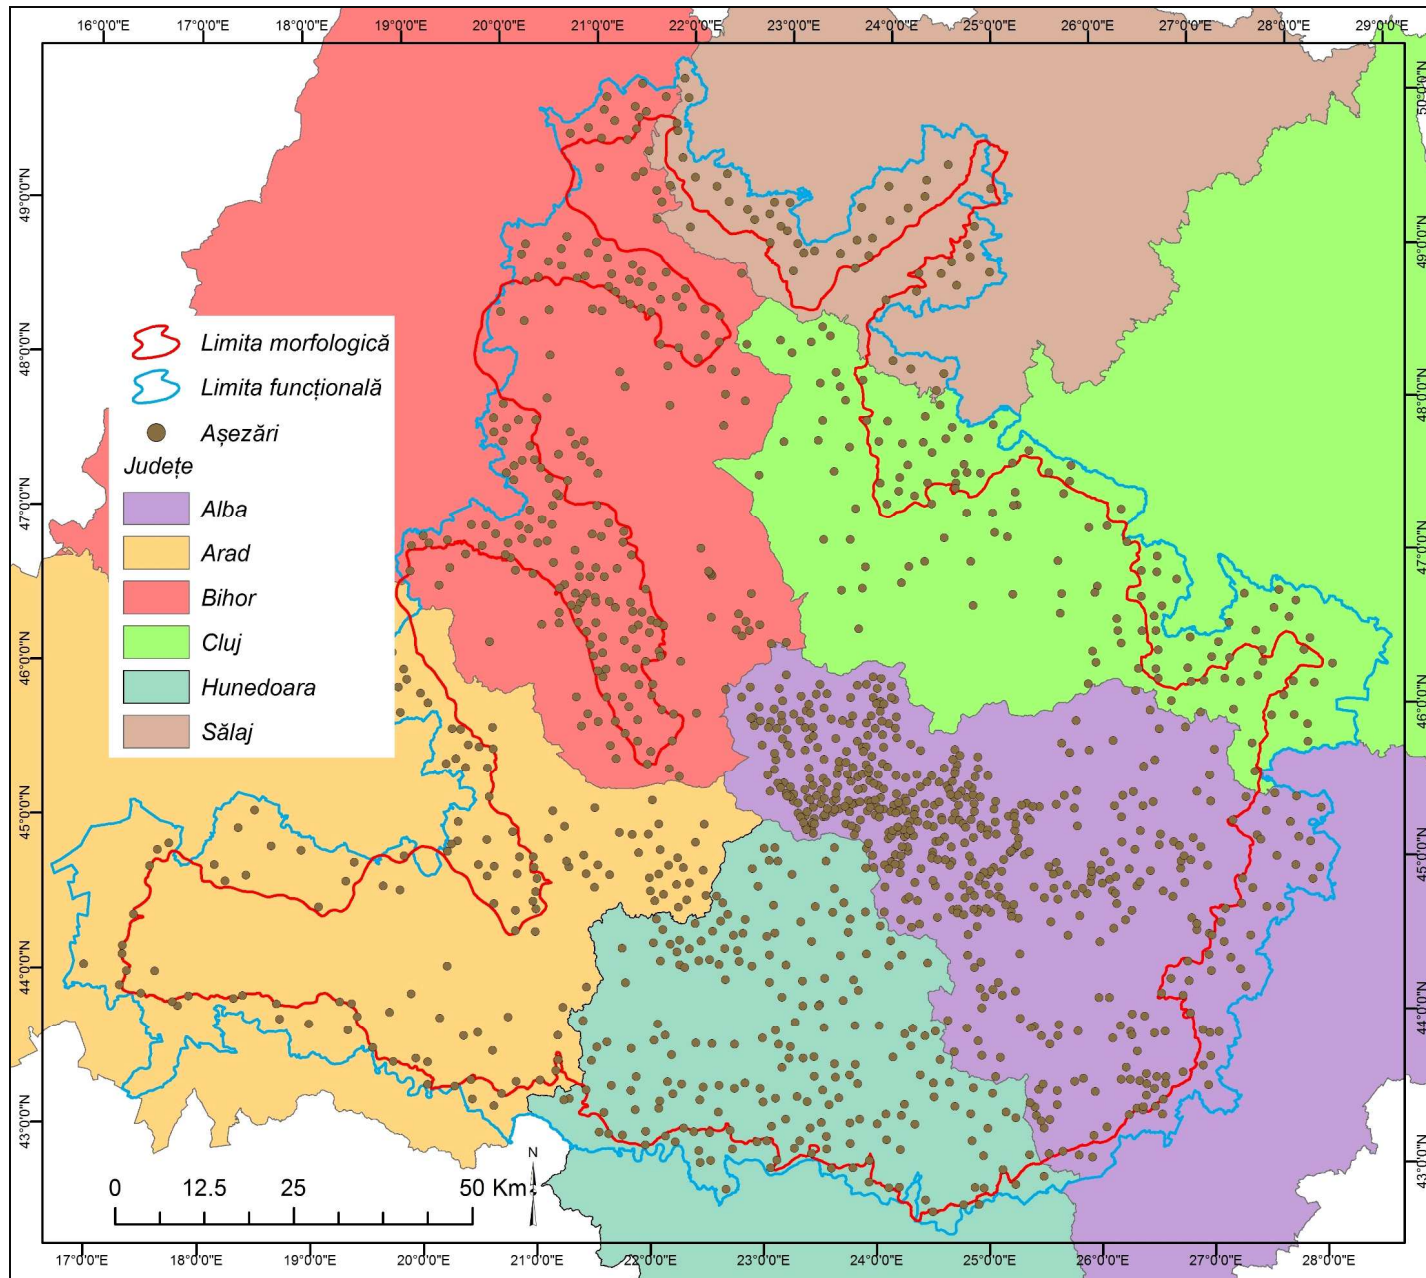 16°0'0"E 17°0'0"E 18°0'0"E 19°0'0"E 20°0'0"E 21°0'0"E 22°0'0"E 23°0'0"E 24°0'0"E 25°0'0"E 26°0'0"E 27°0'0"E 28°0'0"E 29°0'0"E
49°0'0"N
48°0'0"N
47°0'0"N
46°0'0"N
45°0'0"N
44°0'0"N
43°0'0"N
50°0'0"N
49°0'0"N
48°0'0"N
47°0'0"N
46°0'0"N
45°0'0"N
44°0'0"N
43°0'0"N
Limita morfologică
Limita funcțională
Așezări
Județe
Alba
Arad
Bihor
Cluj
Hunedoara
Sălaj
N
0 12.5 25 50 Km
17°0'0"E 18°0'0"E 19°0'0"E 20°0'0"E 21°0'0"E 22°0'0"E 23°0'0"E 24°0'0"E 25°0'0"E 26°0'0"E 27°0'0"E 28°0'0"E